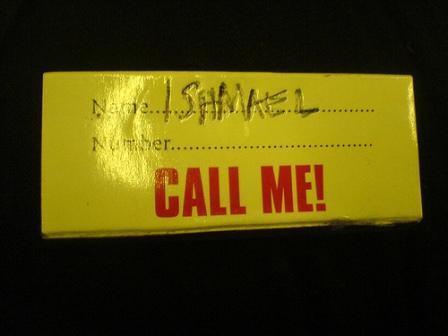 Name....ISHMAEL............
Number....................................
CALL ME!